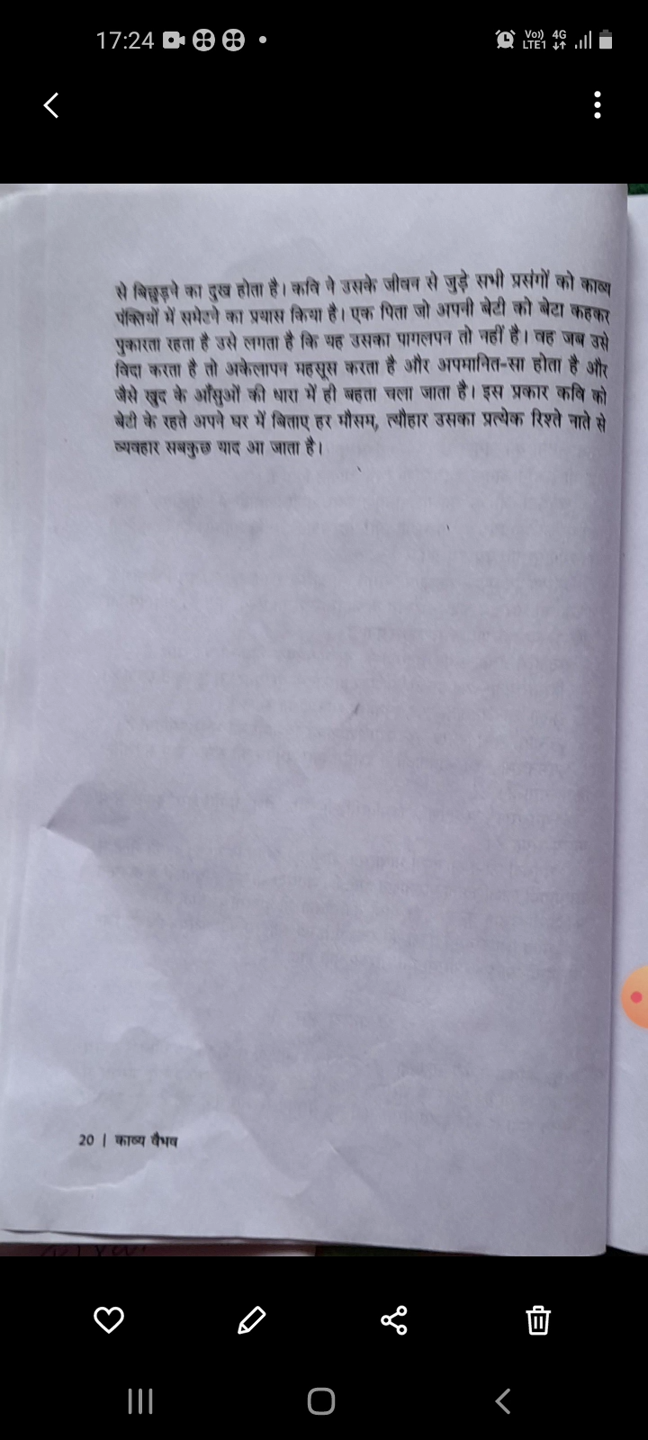 17:24
Vo)) 4G
LTE1
से बिछुड़ने का दुख होता है। कवि ने उसके जीवन से जुड़े सभी प्रसंगों को काव्य
पंक्तियों में समेटने का प्रयास किया है। एक पिता जो अपनी बेटी को बेटा कहकर
पुकारता रहता है उसे लगता है कि यह उसका पागलपन तो नहीं है। वह जब उसे
विदा करता है तो अकेलापन महसूस करता है और अपमानित-सा होता है और
जैसे खुद के आँसुओं की धारा में ही बहता चला जाता है। इस प्रकार कवि को
बेटी के रहते अपने घर में बिताए हर मौसम, त्यौहार उसका प्रत्येक रिश्ते नाते से
व्यवहार सबकुछ याद आ जाता है।
20 | काव्य वैभव